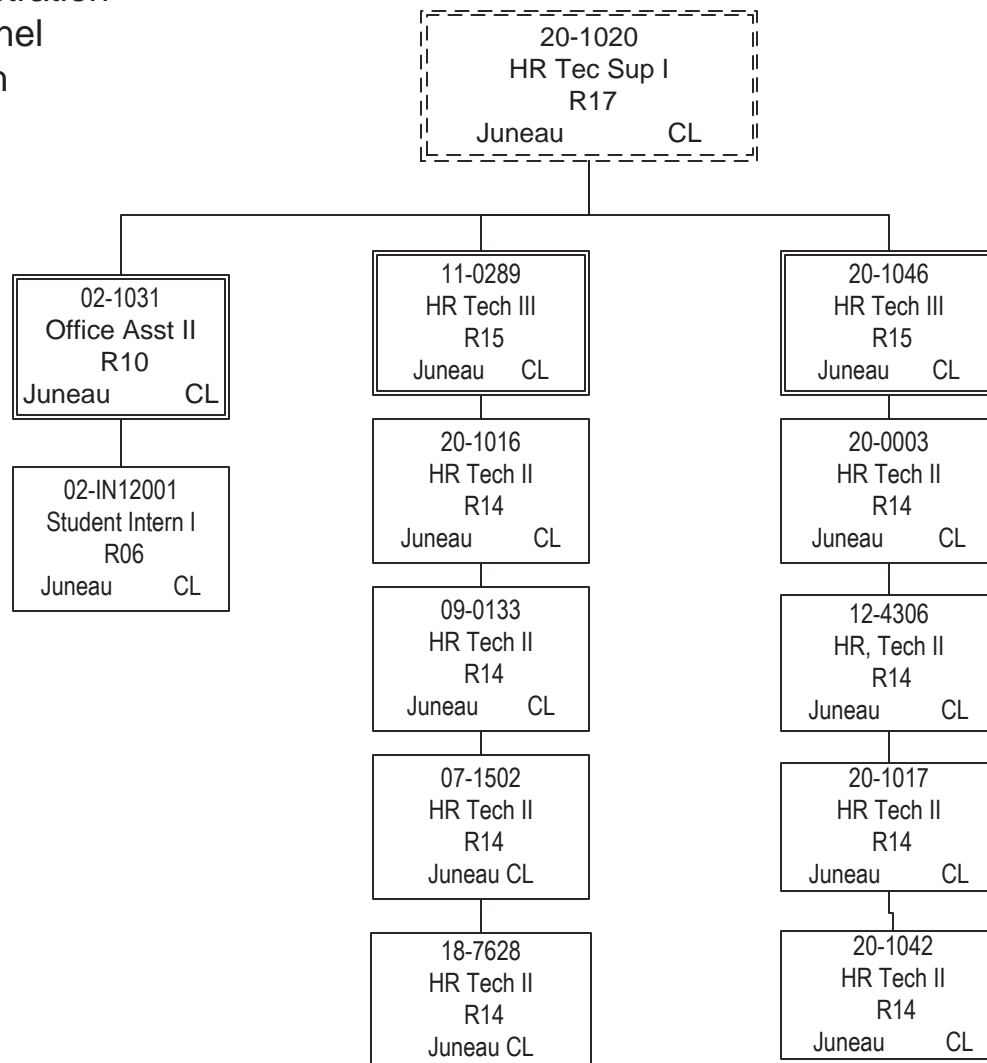 20-1020
HR Tec Sup I
R17
Juneau CL
02-1031
Office Asst II
R10
Juneau CL
02-IN12001
Student Intern I
R06
Juneau CL
11-0289
HR Tech III
R15
Juneau CL
20-1016
HR Tech II
R14
Juneau CL
09-0133
HR Tech II
R14
Juneau CL
07-1502
HR Tech II
R14
Juneau CL
18-7628
HR Tech II
R14
Juneau CL
20-1046
HR Tech III
R15
Juneau CL
20-0003
HR Tech II
R14
Juneau CL
12-4306
HR, Tech II
R14
Juneau CL
20-1017
HR Tech II
R14
Juneau CL
20-1042
HR Tech II
R14
Juneau CL